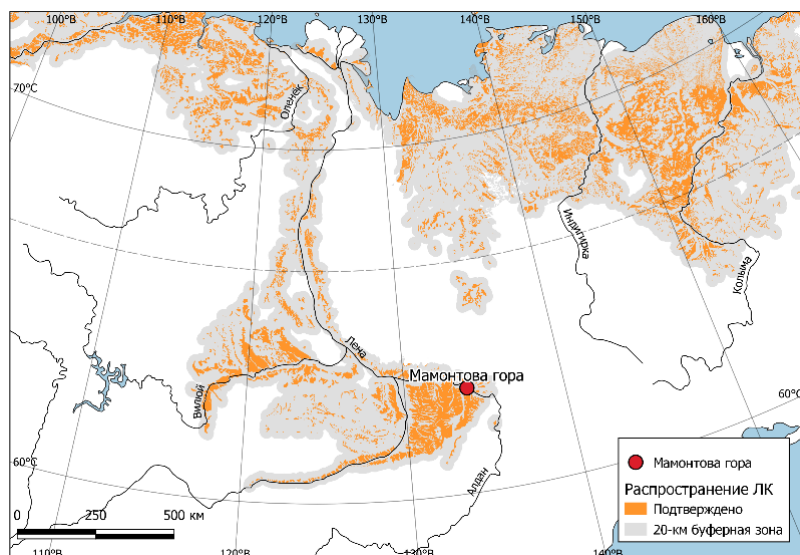 100°В 110°В 120°В 130°В 140°В 150°В 160°В
70°С
Оленек
Индигирка
Колыма
Лена
Мамонтова гора
Вилюй
60°С
60°С
Алдан
Мамонтова гора
Распространение ЛК
Подтверждено
20-км буферная зона
0 250 500 км
110°В 120°В 130°В 140°В